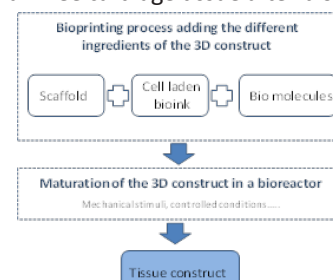 Bioprinting process adding the different
ingredients of the 3D construct
Scaffold
Cell laden
bioink
Bio molecules
Maturation of the 3D construct in a bioreactor
Mechanical stimuli, controlled conditions.....
Tissue construct